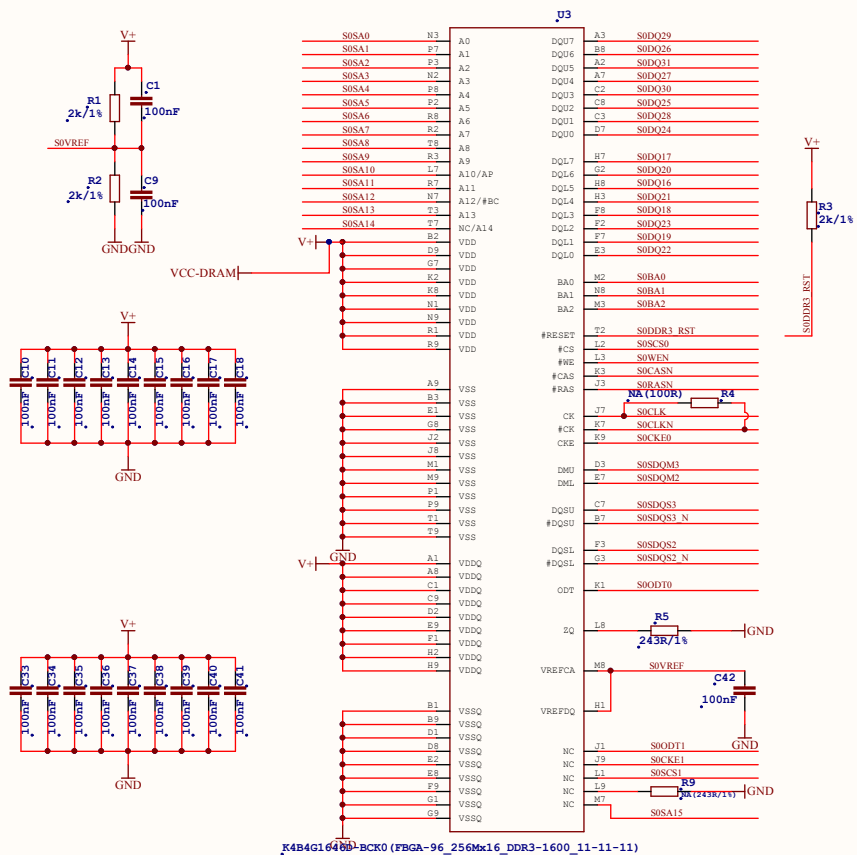 U3
V+
C1
100nF
R1
2k/1%
S0VREF
R2
2k/1%
C9
100nF
GND GND
S0SA0 N3 A0
S0SA1 P7 A1
S0SA2 P3 A2
S0SA3 N2 A3
S0SA4 P8 A4
S0SA5 P2 A5
S0SA6 R8 A6
S0SA7 R2 A7
S0SA8 T8 A8
S0SA9 R3 A9
S0SA10 L7 A10/AP
S0SA11 R7 A11
S0SA12 N7 A12/#BC
S0SA13 T3 A13
S0SA14 T7 NC/A14
V+ B2 VDD
D9 VDD
VCC-DRAM
G7 VDD
K2 VDD
K8 VDD
N1 VDD
N9 VDD
R1 VDD
R9 VDD
A9 VSS
B3 VSS
E1 VSS
G8 VSS
J2 VSS
J8 VSS
M1 VSS
M9 VSS
P1 VSS
P9 VSS
T1 VSS
T9 VSS
GND
V+ A1 VDDQ
A8 VDDQ
C1 VDDQ
C9 VDDQ
D2 VDDQ
E9 VDDQ
F1 VDDQ
H2 VDDQ
H9 VDDQ
B1 VSSQ
B9 VSSQ
D1 VSSQ
D8 VSSQ
E2 VSSQ
E8 VSSQ
F9 VSSQ
G1 VSSQ
G9 VSSQ
GND
DQU7 A3 S0DQ29
DQU6 B8 S0DQ26
DQU5 A2 S0DQ31
DQU4 A7 S0DQ27
DQU3 C2 S0DQ30
DQU2 C8 S0DQ25
DQU1 C3 S0DQ28
DQU0 D7 S0DQ24
DQL7 H7 S0DQ17
DQL6 G2 S0DQ20
DQL5 H8 S0DQ16
DQL4 H3 S0DQ21
DQL3 F8 S0DQ18
DQL2 F2 S0DQ23
DQL1 F7 S0DQ19
DQL0 E3 S0DQ22
BA0 M2 S0BA0
BA1 N8 S0BA1
BA2 M3 S0BA2
#RESET T2 S0DDR3_RST
#CS L2 S0SCS0
#WE L3 S0WEN
#CAS K3 S0CASN
#RAS J3 S0RASN
NA(100R) R4
CK J7 S0CLK
#CK K7 S0CLKN
CKE K9 S0CKE0
DMU D3 S0SDQM3
DML E7 S0SDQM2
DQSU C7 S0SDQS3
#DQSU B7 S0SDQS3_N
DQSL F3 S0SDQS2
#DQSL G3 S0SDQS2_N
ODT K1 S0ODT0
R5
ZQ L8 GND
243R/1%
VREFCA M8 S0VREF
C42
100nF
GND
VREFDQ H1
NC J1 S0ODT1
NC J9 S0CKE1
NC L1 S0SCS1
R9
NC L9 GND
NA(243R/1%)
NC M7 S0SA15
V+
R3
2k/1%
S0DDR3_RST
V+
C10 C11 C12 C13 C14 C15 C16 C17 C18
100nF 100nF 100nF 100nF 100nF 100nF 100nF 100nF 100nF
GND
V+
C33 C34 C35 C36 C37 C38 C39 C40 C41
100nF 100nF 100nF 100nF 100nF 100nF 100nF 100nF 100nF
GND
K4B4G1646D-BCK0(FBGA-96_256Mx16_DDR3-1600_11-11-11)